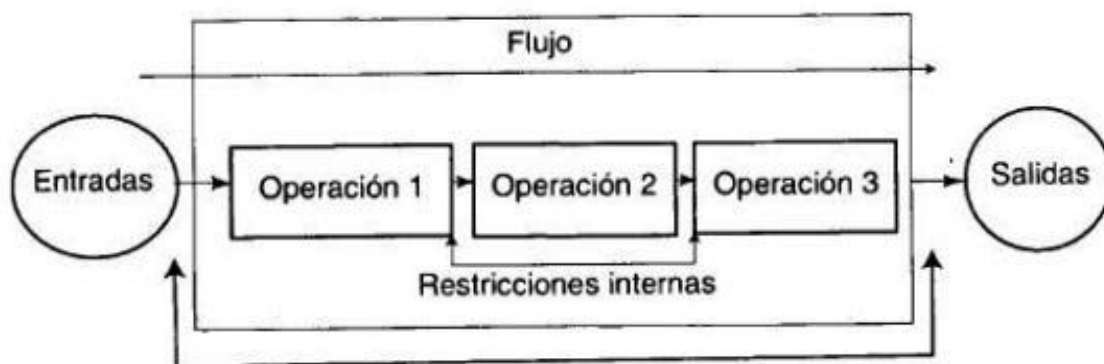 Flujo
Entradas
Operación 1
Operación 2
Operación 3
Salidas
Restricciones internas